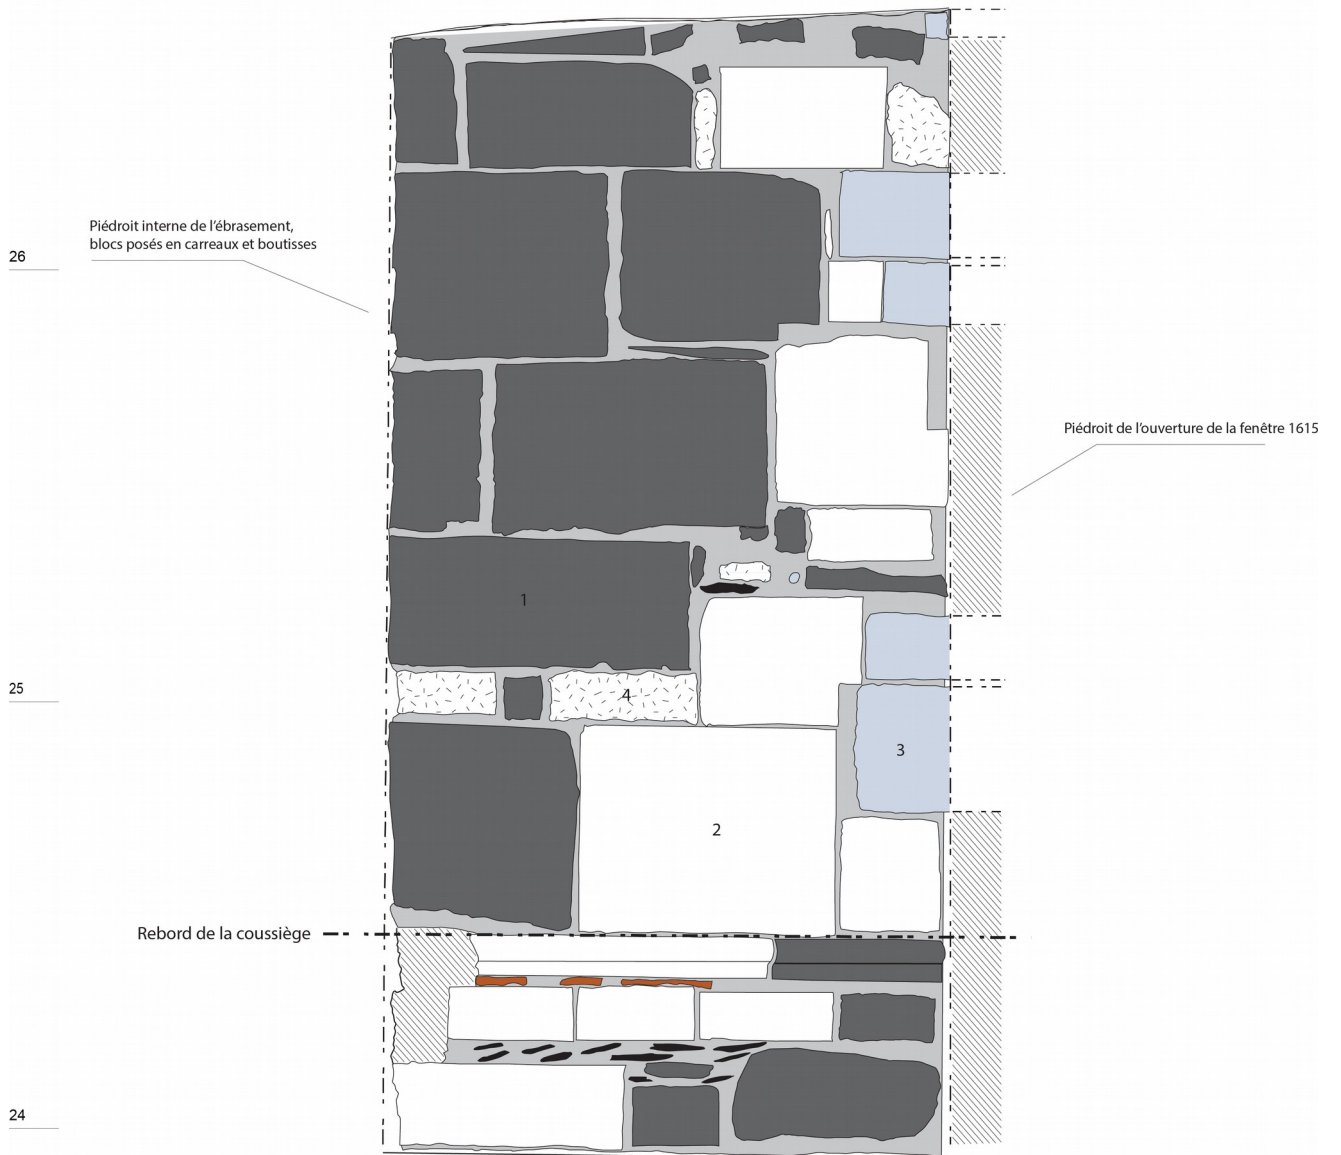 26
Piédroit interne de l'ébrasement,
blocs posés en carreaux et boutisses
Piédroit de l'ouverture de la fenêtre 1615
1
25
4
3
2
Rebord de la coussiège
24